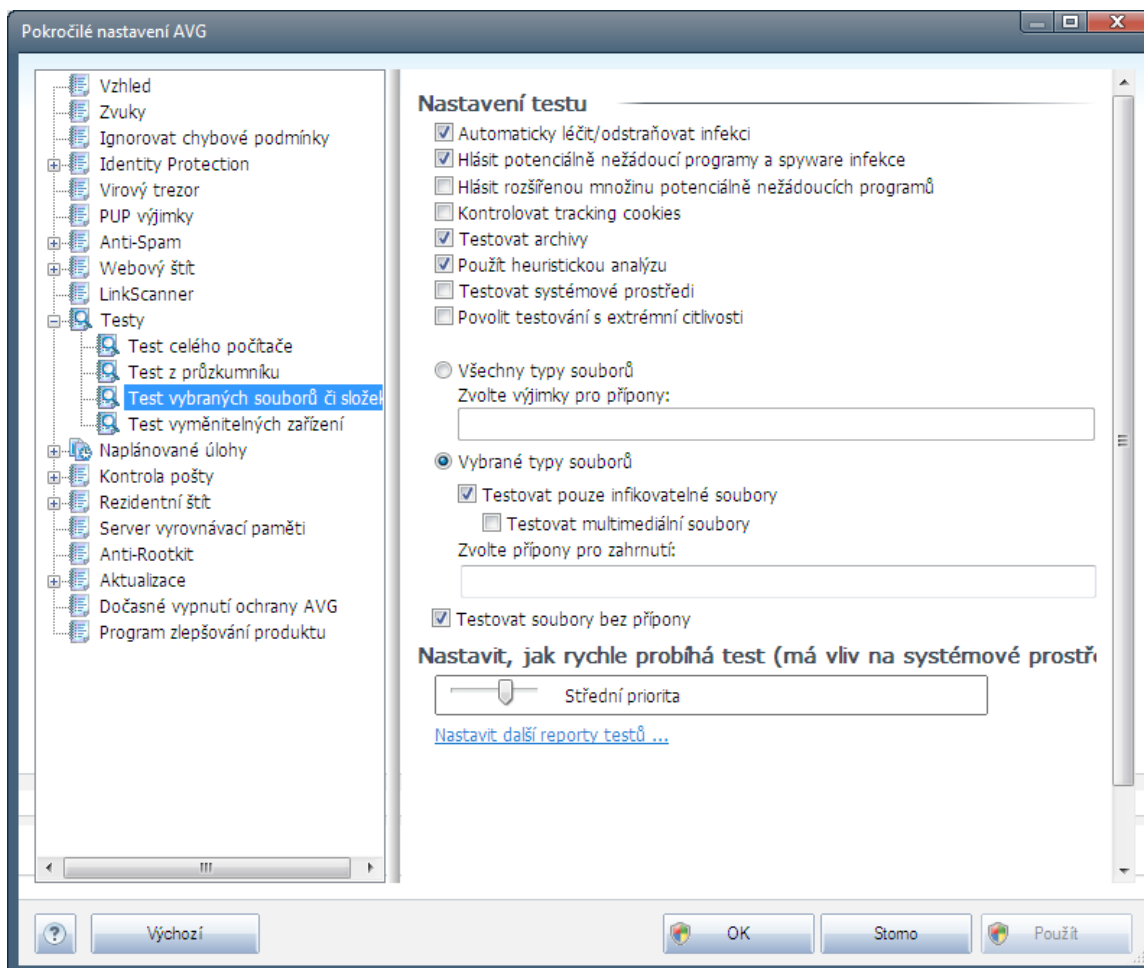 Pokročilé nastavení AVG
Vzhled
Zvuky
Ignorovat chybové podmínky
Identity Protection
Virový trezor
PUP výjimky
Anti-Spam
Webový štít
LinkScanner
Testy
Test celého počítače
Test z průzkumníku
Test vybraných souborů či složek
Test vyměnitelných zařízení
Naplánované úlohy
Kontrola pošty
Rezidentní štít
Server vyrovnávací paměti
Anti-Rootkit
Aktualizace
Dočasné vypnutí ochrany AVG
Program zlepšování produktu
Nastavení testu
Automaticky léčit/odstraňovat infekci
Hlásit potenciálně nežádoucí programy a spyware infekce
Hlásit rozšířenou množinu potenciálně nežádoucích programů
Kontrolovat tracking cookies
Testovat archivy
Použít heuristickou analýzu
Testovat systémové prostředi
Povolit testování s extrémní citlivosti
Všechny typy souborů
Zvolte výjimky pro přípony:
Vybrané typy souborů
Testovat pouze infikovatelné soubory
Testovat multimediální soubory
Zvolte přípony pro zahrnutí:
Testovat soubory bez přípony
Nastavit, jak rychle probíhá test (má vliv na systémové prostře
Střední priorita
Nastavit další reporty testů ...
Výchozí
OK
Stomo
Použít